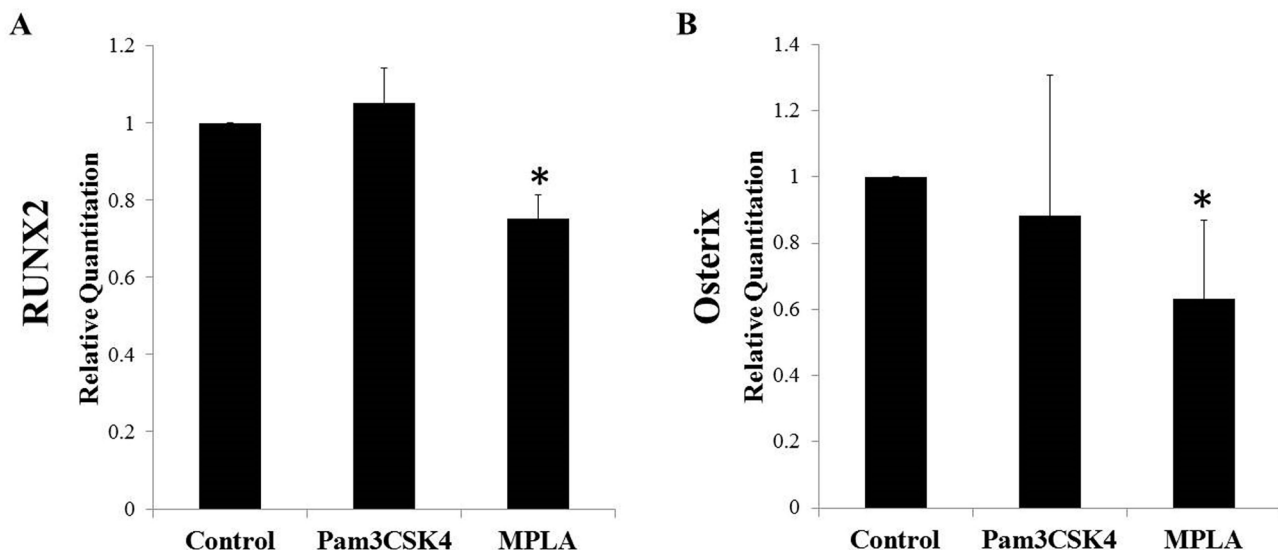 A
RUNX2
Relative Quantitation
1.2
1
0.8
0.6
0.4
0.2
0
*
Control Pam3CSK4 MPLA
B
Osterix
Relative Quantitation
1.4
1.2
1
0.8
0.6
0.4
0.2
0
*
Control Pam3CSK4 MPLA